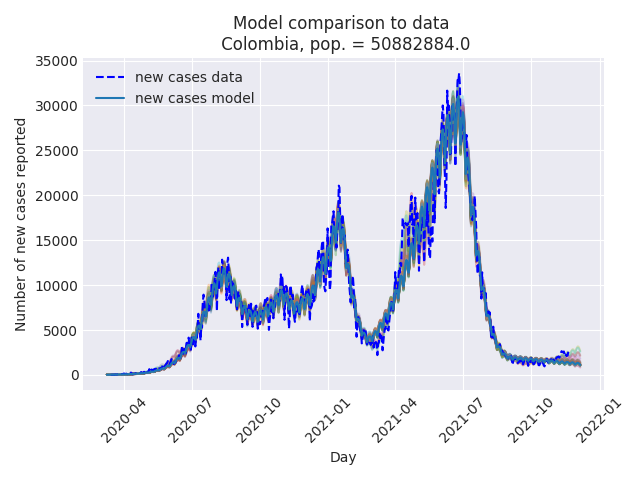 Model comparison to data
Colombia, pop. = 50882884.0
new cases data
new cases model
35000
30000
25000
20000
15000
10000
5000
0
Number of new cases reported
2020-04
2020-07
2020-10
2021-01
2021-04
2021-07
2021-10
2022-01
Day